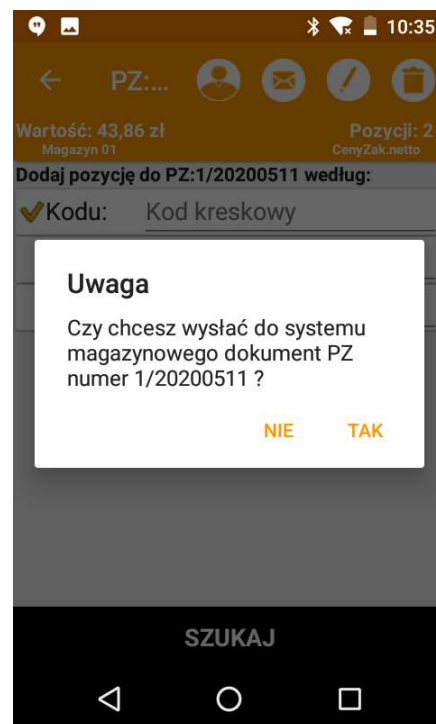 10:35
PZ:...
Wartość: 43,86 zł
Pozycji: 2
Magazyn 01
CenyZak.netto
Dodaj pozycję do PZ:1/20200511 według:
Kodu: Kod kreskowy
Uwaga
Czy chcesz wysłać do systemu
magazynowego dokument PZ
numer 1/20200511 ?
NIE TAK
SZUKAJ